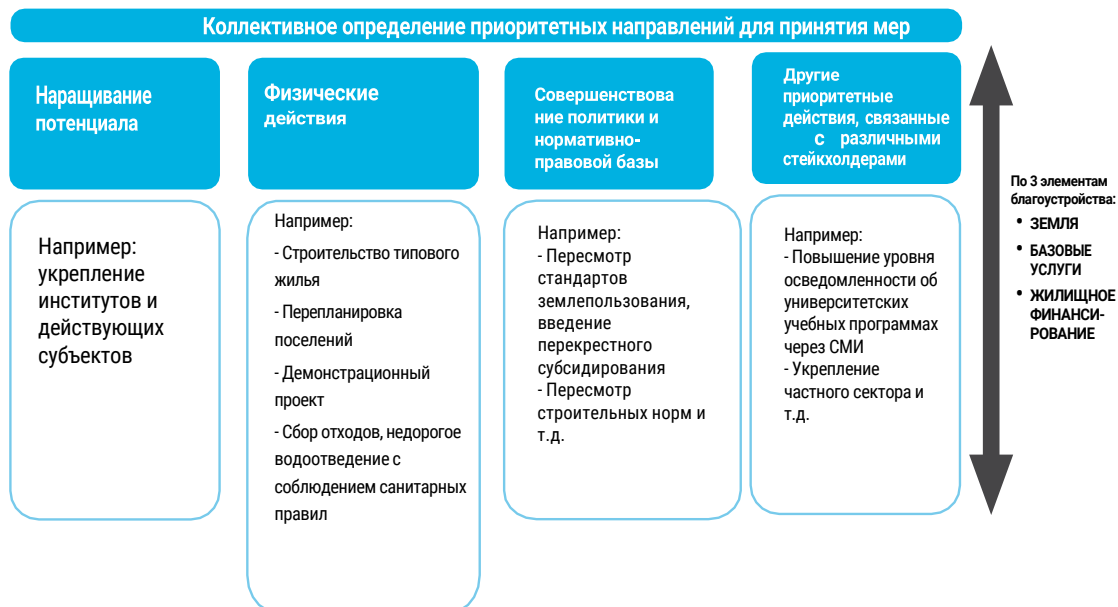 Коллективное определение приоритетных направлений для принятия мер
Наращивание
потенциала
Физические
действия
Совершенствова
ние политики и
нормативно-
правовой базы
Другие
приоритетные
действия, связанные
с различными
стейкхолдерами
Например:
укрепление
институтов и
действующих
субъектов
Например:
- Строительство типового
жилья
- Перепланировка
поселений
- Демонстрационный
проект
- Сбор отходов, недорогое
водоотведение с
соблюдением санитарных
правил
Например:
- Пересмотр
стандартов
землепользования,
введение
перекрестного
субсидирования
- Пересмотр
строительных норм и
т.д.
Например:
- Повышение уровня
осведомленности об
университетских
учебных программах
через СМИ
- Укрепление
частного сектора и
т.д.
По 3 элементам
благоустройства:
• ЗЕМЛЯ
• БАЗОВЫЕ
УСЛУГИ
• ЖИЛИЩНОЕ
ФИНАНСИ-
РОВАНИЕ